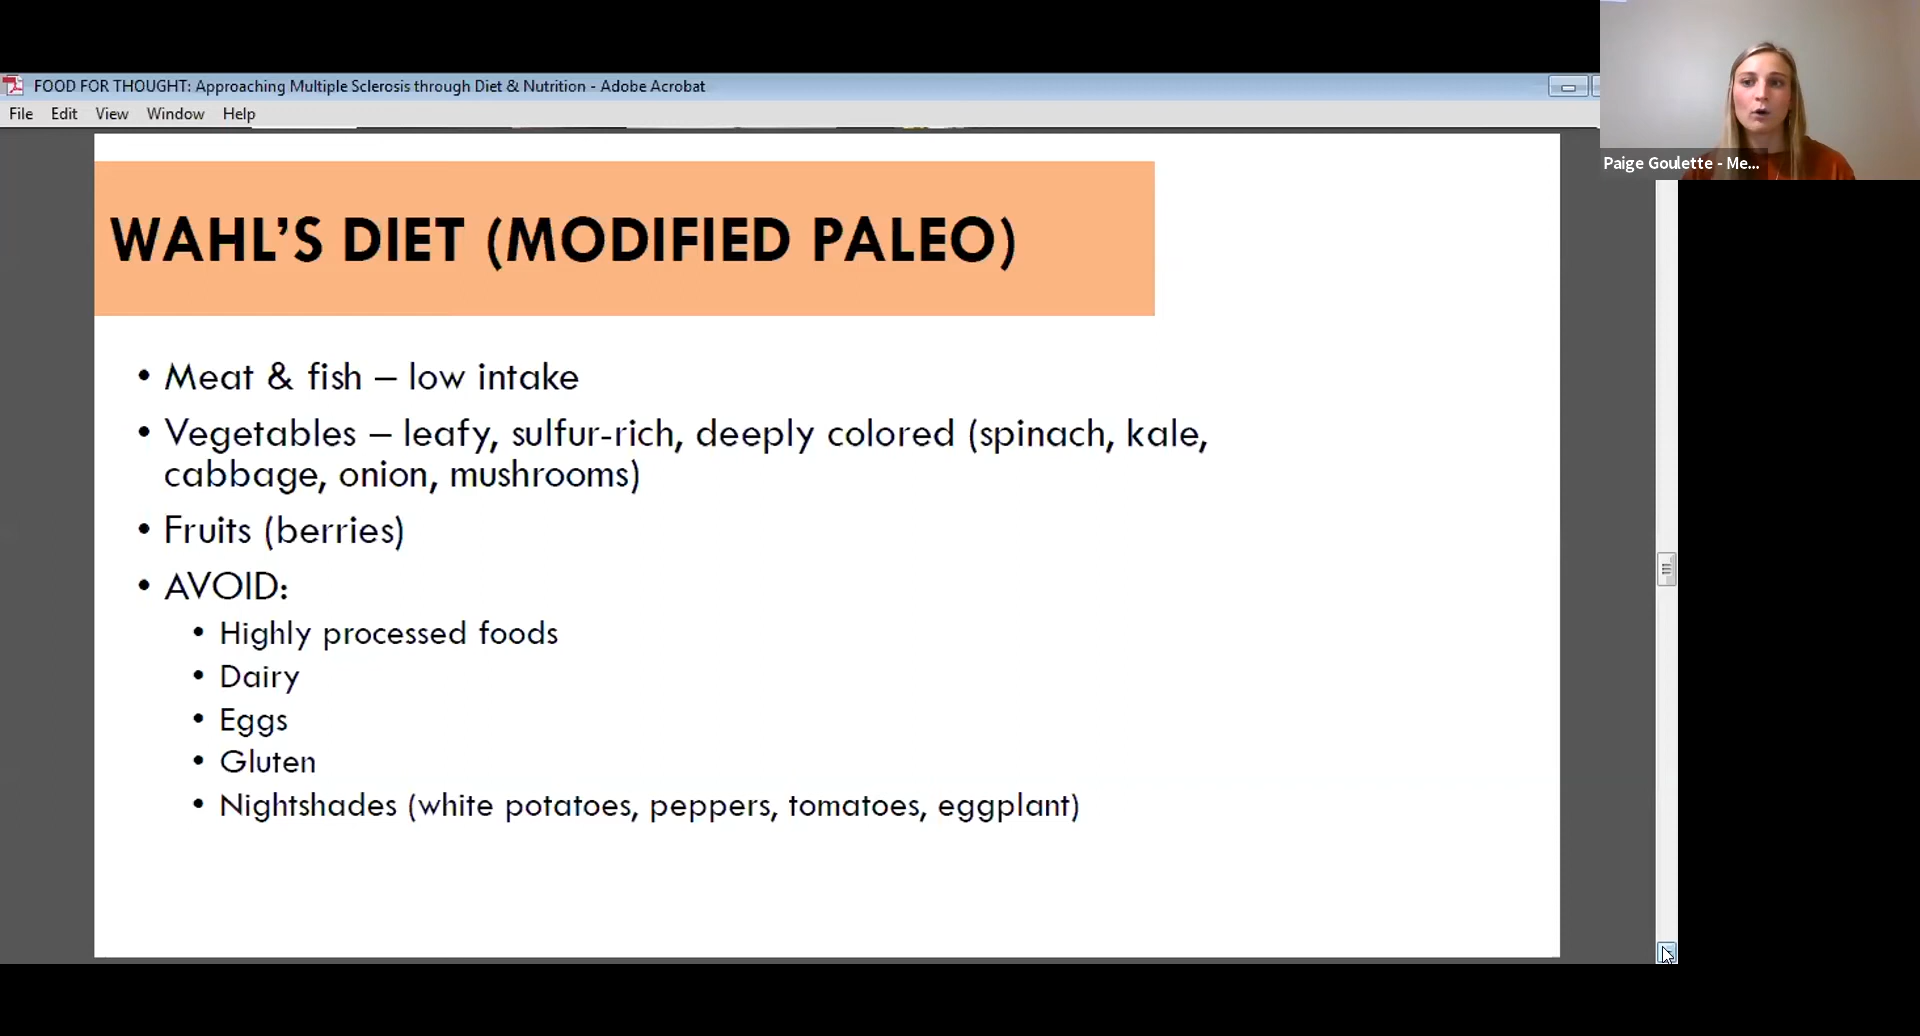 FOOD FOR THOUGHT: Approaching Multiple Sclerosis through Diet & Nutrition - Adobe Acrobat
File Edit View Window Help
Paige Goulette - Me...
WAHL’S DIET (MODIFIED PALEO)
• Meat & fish – low intake
• Vegetables – leafy, sulfur-rich, deeply colored (spinach, kale,
cabbage, onion, mushrooms)
• Fruits (berries)
• AVOID:
• Highly processed foods
• Dairy
• Eggs
• Gluten
• Nightshades (white potatoes, peppers, tomatoes, eggplant)